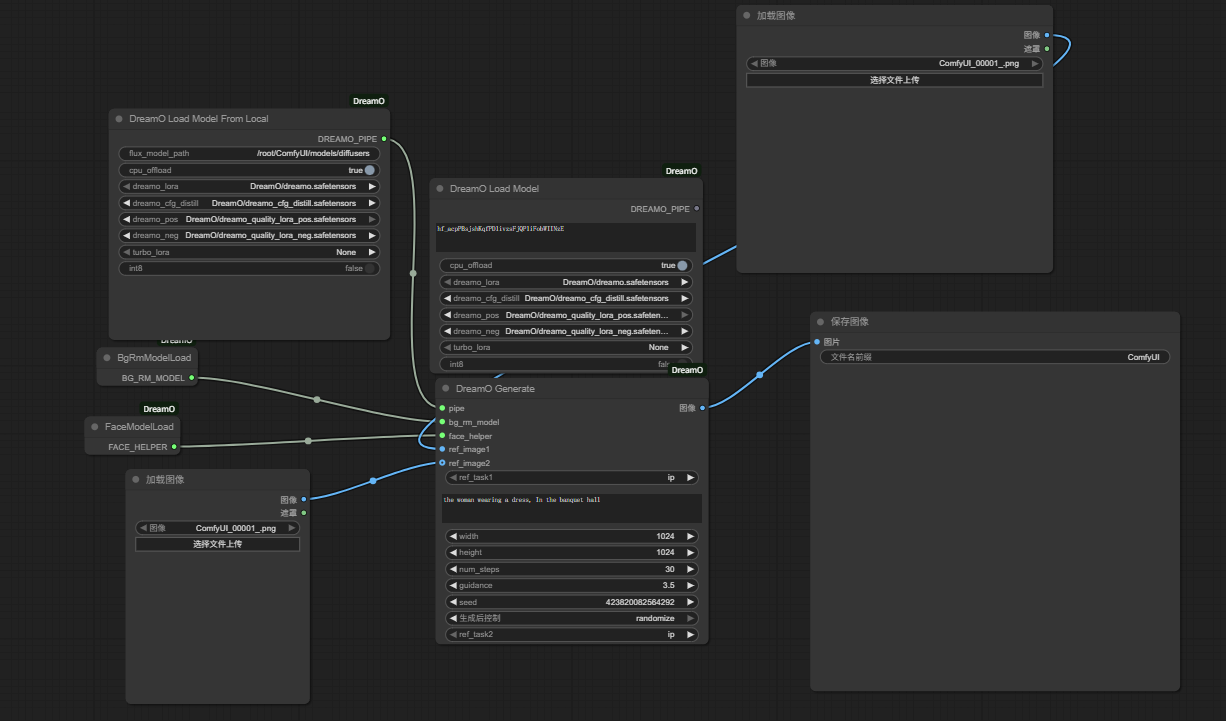 加载图像
图像
遮罩
图像 ComfyUI_00001_.png
选择文件上传
DreamO
DreamO Load Model From Local
DREAMO_PIPE
flux_model_path /root/ComfyUI/models/diffusers
cpu_offload true
dreamo_lora DreamO/dreamo.safetensors
dreamo_cfg_distill DreamO/dreamo_cfg_distill.safetensors
dreamo_pos DreamO/dreamo_quality_lora_pos.safetensors
dreamo_neg DreamO/dreamo_quality_lora_neg.safetensors
turbo_lora None
int8 false
DreamO
DreamO Load Model
DREAMO_PIPE
cpu_offload true
dreamo_lora DreamO/dreamo.safetensors
dreamo_cfg_distill DreamO/dreamo_cfg_distill.safetensors
dreamo_pos DreamO/dreamo_quality_lora_pos.safeten...
dreamo_neg DreamO/dreamo_quality_lora_neg.safeten...
turbo_lora None
int8
DreamO
BgRmModelLoad
BG_RM_MODEL
DreamO
FaceModelLoad
FACE_HELPER
加载图像
图像
遮罩
图像 ComfyUI_00001_.png
选择文件上传
DreamO
DreamO Generate
pipe 图像
bg_rm_model
face_helper
ref_image1
ref_image2
ref_task1 ip
the woman wearing a dress, In the banquet hall
width 1024
height 1024
num_steps 30
guidance 3.5
seed 423820082564292
生成后控制 randomize
ref_task2 ip
保存图像
图片
文件名前缀 ComfyUI